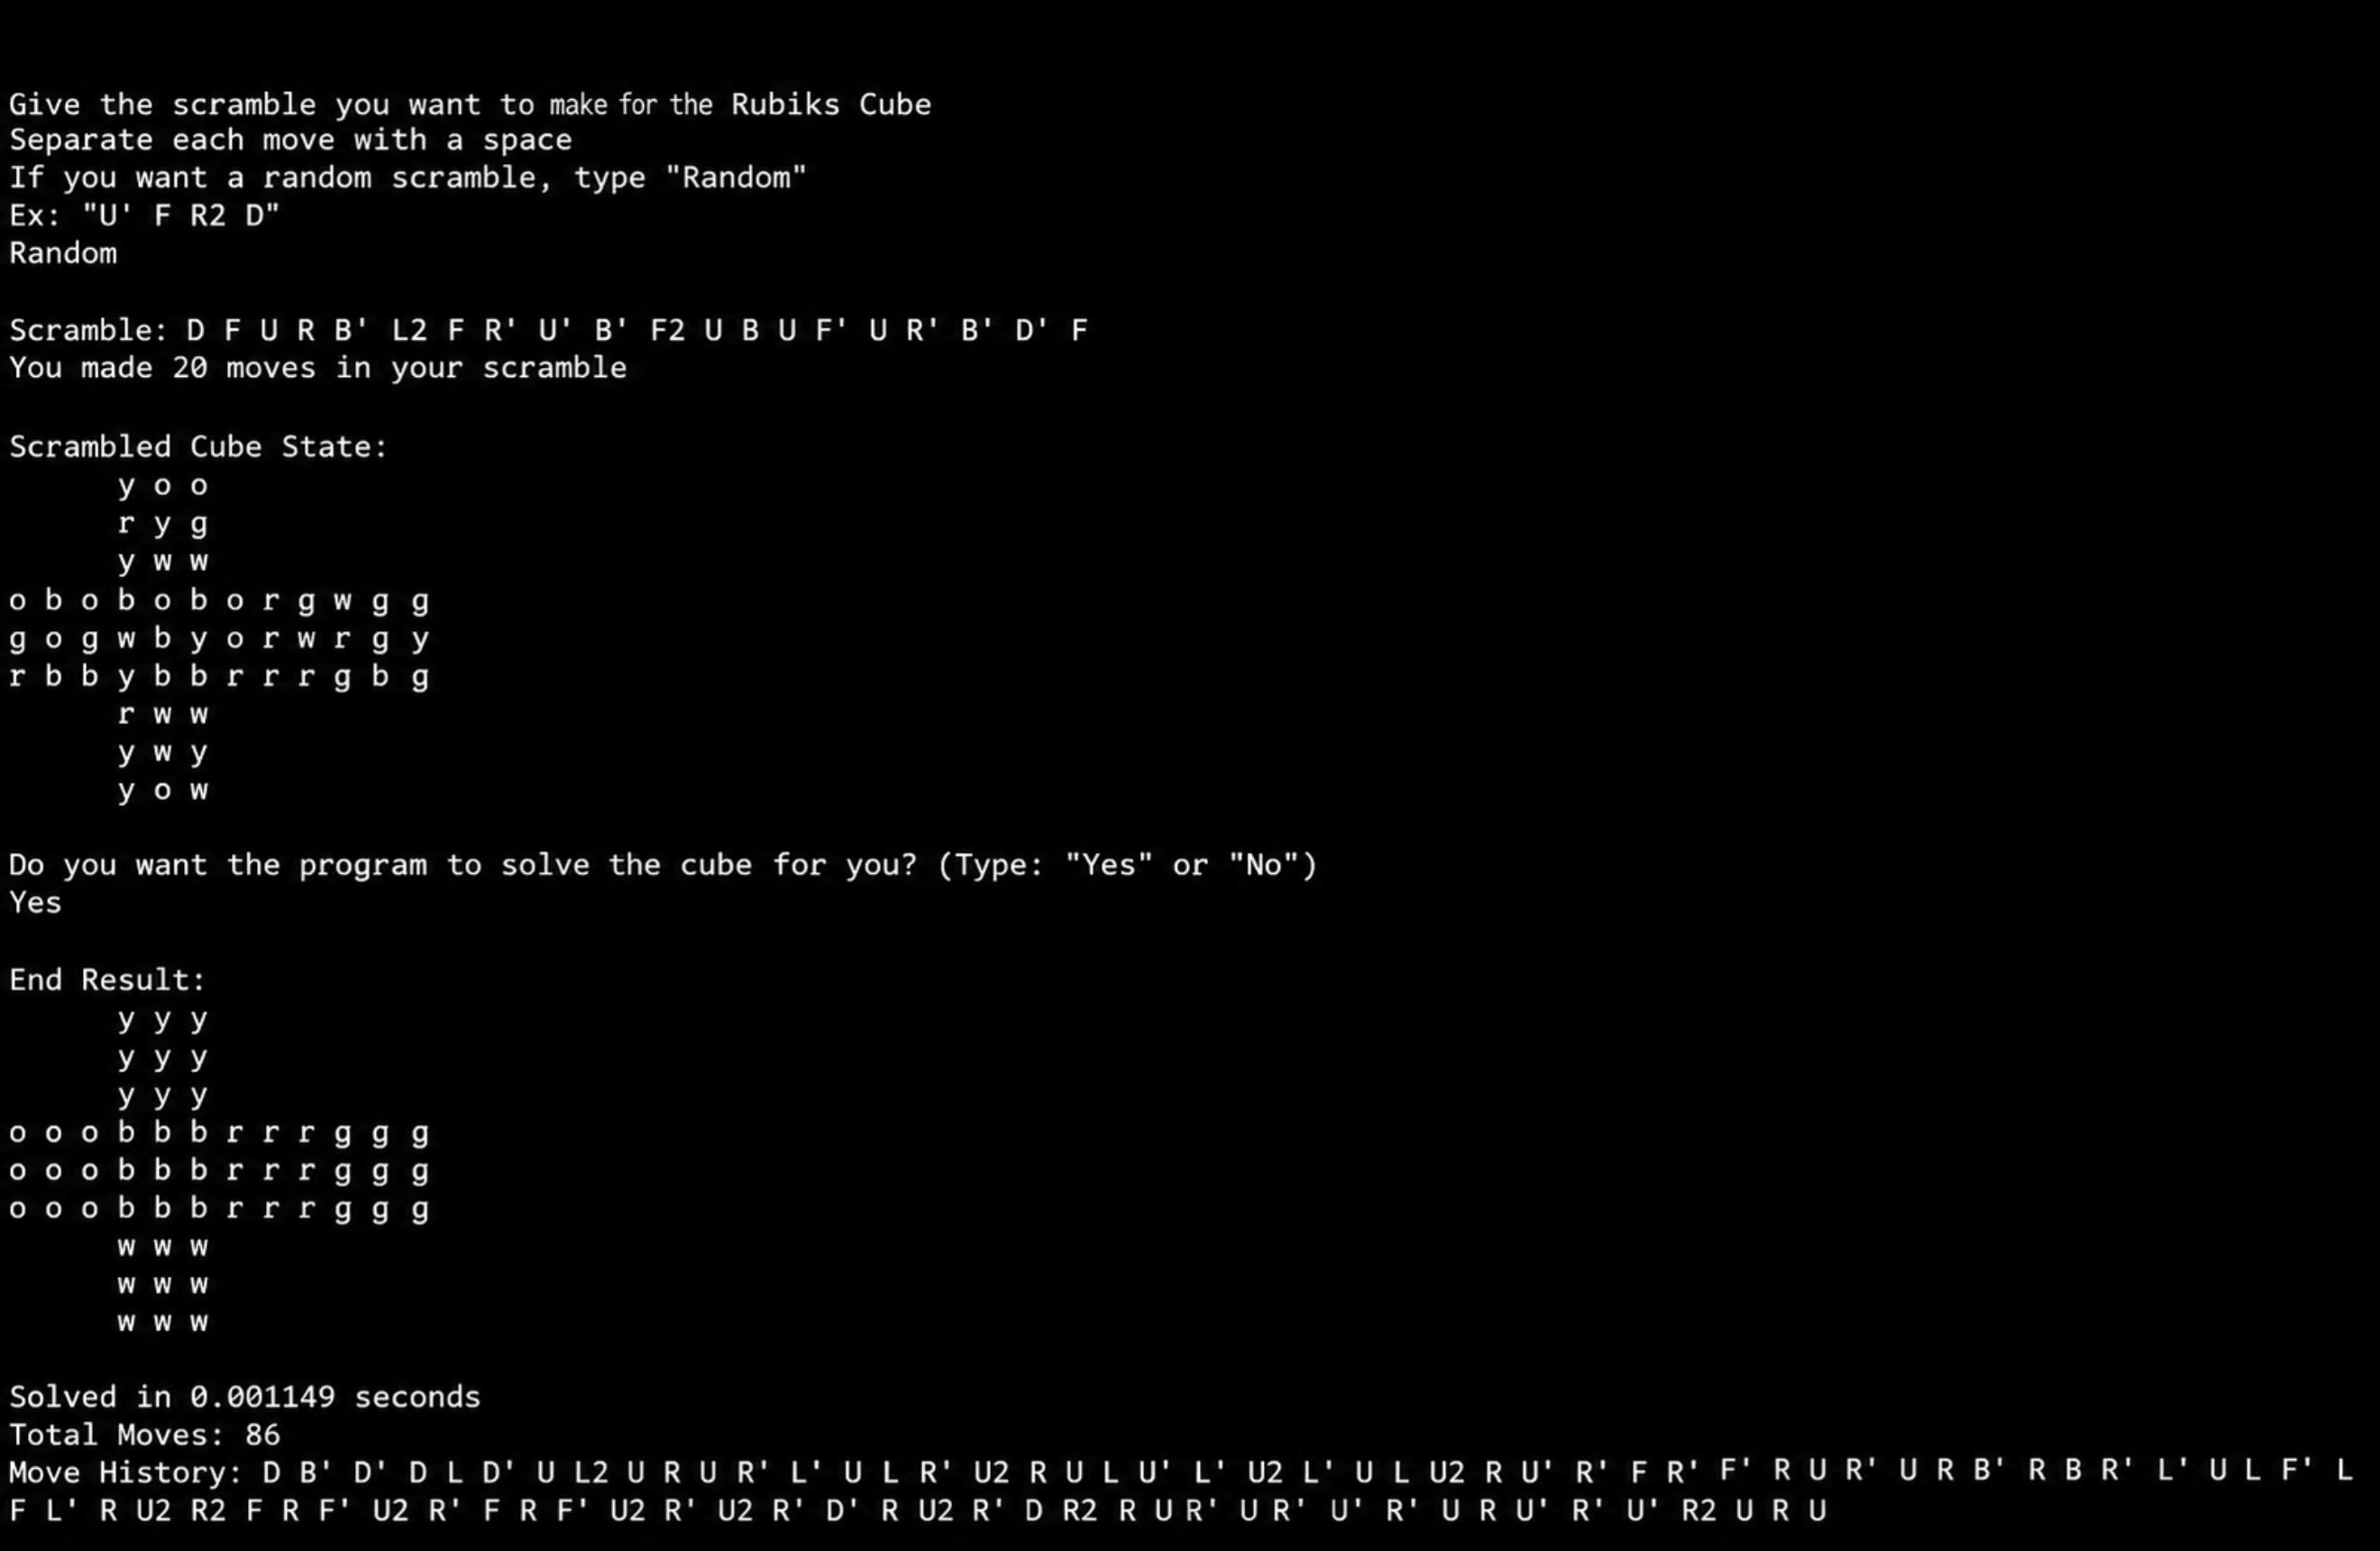 Give the scramble you want to make for the Rubiks Cube
Separate each move with a space
If you want a random scramble, type "Random"
Ex: "U' F R2 D"
Random
Scramble: D F U R B' L2 F R' U' B' F2 U B U F' U R' B' D' F
You made 20 moves in your scramble
Scrambled Cube State:
y o o
r y g
y w w
o b o b o b o r g w g g
g o g w b y o r w r g y
r b b y b b r r r g b g
r w w
y w y
y o w
Do you want the program to solve the cube for you? (Type: "Yes" or "No")
Yes
End Result:
y y y
y y y
y y y
o o o b b b r r r g g g
o o o b b b r r r g g g
o o o b b b r r r g g g
w w w
w w w
w w w
Solved in 0.001149 seconds
Total Moves: 86
Move History: D B' D' D L D' U L2 U R U R' L' U L R' U2 R U L U' L' U2 L' U L U2 R U' R' F R' F' R U R' U R B' R B R' L' U L F' L
F L' R U2 R2 F R F' U2 R' F R F' U2 R' U2 R' D' R U2 R' D R2 R U R' U R' U' R' U R U' R' U' R2 U R U